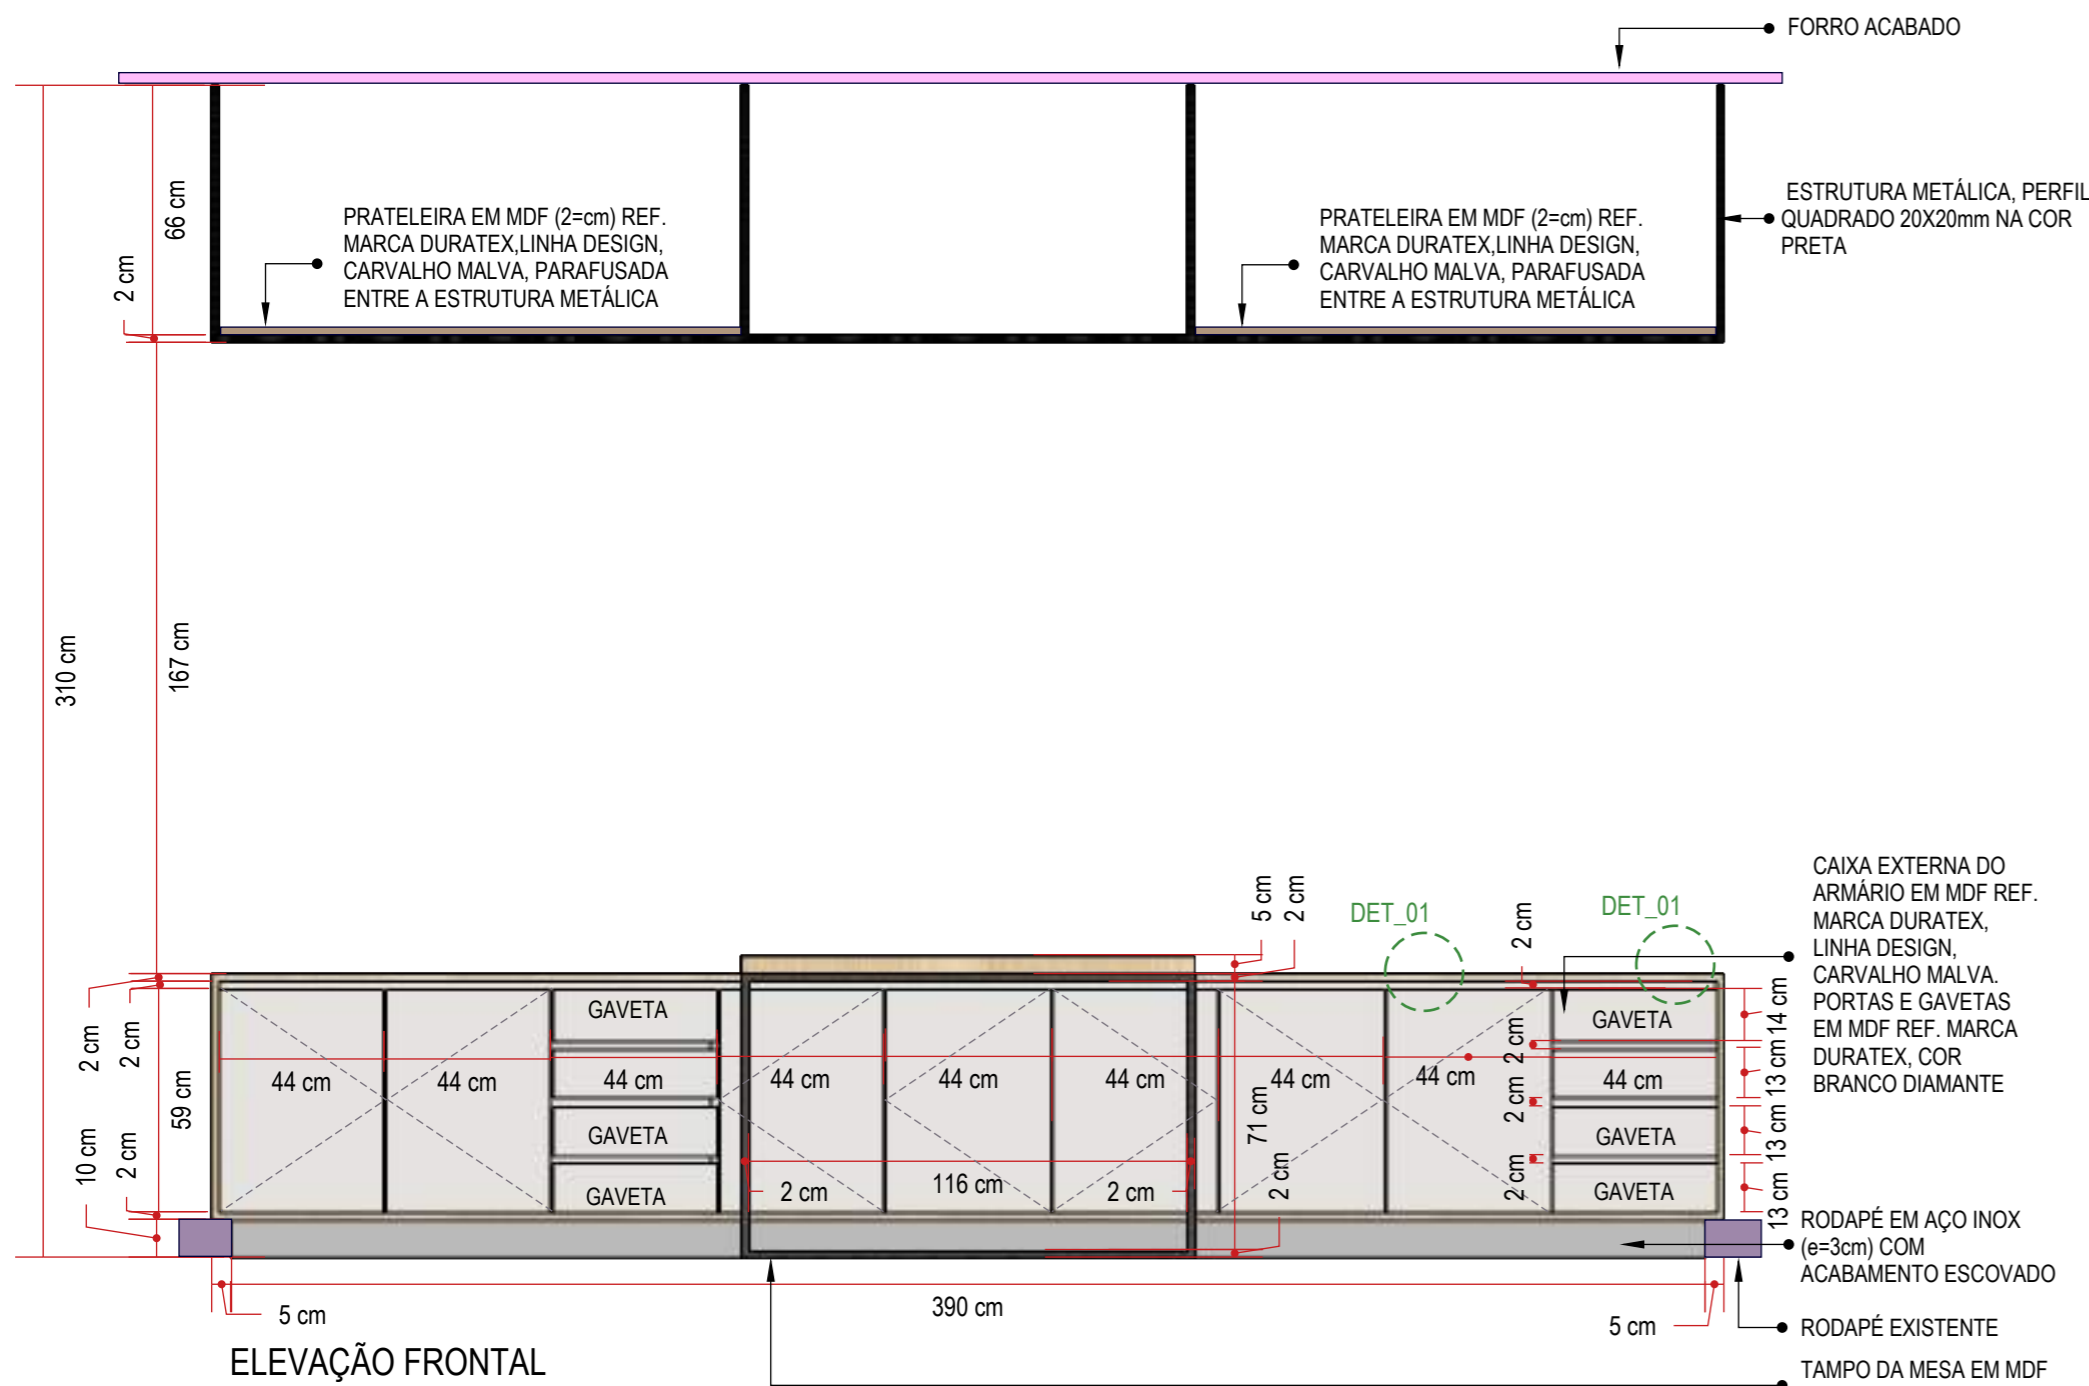 FORRO ACABADO
66 cm
2 cm
PRATELEIRA EM MDF (2=cm) REF.
MARCA DURATEX,LINHA DESIGN,
CARVALHO MALVA, PARAFUSADA
ENTRE A ESTRUTURA METÁLICA
PRATELEIRA EM MDF (2=cm) REF.
MARCA DURATEX,LINHA DESIGN,
CARVALHO MALVA, PARAFUSADA
ENTRE A ESTRUTURA METÁLICA
ESTRUTURA METÁLICA, PERFIL
QUADRADO 20X20mm NA COR
PRETA
310 cm
167 cm
5 cm
2 cm
DET_01
2 cm
DET_01
CAIXA EXTERNA DO
ARMÁRIO EM MDF REF.
MARCA DURATEX,
LINHA DESIGN,
CARVALHO MALVA.
PORTAS E GAVETAS
EM MDF REF. MARCA
DURATEX, COR
BRANCO DIAMANTE
2 cm
2 cm
59 cm
10 cm
2 cm
GAVETA
44 cm
44 cm
44 cm
GAVETA
GAVETA
44 cm
44 cm
44 cm
116 cm
2 cm
2 cm
71 cm
2 cm
44 cm
44 cm
GAVETA
44 cm
GAVETA
GAVETA
2 cm
2 cm
2 cm
14 cm
13 cm
13 cm
13 cm
RODAPÉ EM AÇO INOX
(e=3cm) COM
ACABAMENTO ESCOVADO
5 cm
390 cm
5 cm
RODAPÉ EXISTENTE
ELEVAÇÃO FRONTAL
TAMPO DA MESA EM MDF